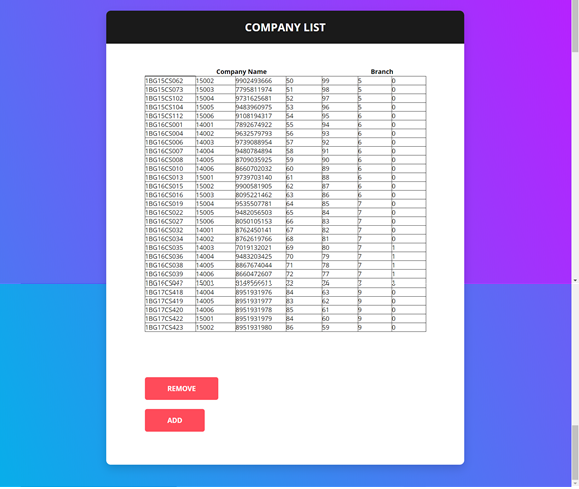 COMPANY LIST
Company Name Branch
1BG15CS062 15002 9902493666 50 99 5 0
1BG15CS073 15003 7795811974 51 98 5 0
1BG15CS102 15004 9731625681 52 97 5 0
1BG15CS104 15005 9483960975 53 96 5 0
1BG15CS112 15006 9108194317 54 95 6 0
1BG16CS001 14001 7892674922 55 94 6 0
1BG16CS004 14002 9632579793 56 93 6 0
1BG16CS006 14003 9739088954 57 92 6 0
1BG16CS007 14004 9480784894 58 91 6 0
1BG16CS008 14005 8709035925 59 90 6 0
1BG16CS010 14006 8660702032 60 89 6 0
1BG16CS013 15001 9739703140 61 88 6 0
1BG16CS015 15002 9900581905 62 87 6 0
1BG16CS016 15003 8095221462 63 86 6 0
1BG16CS019 15004 9535507781 64 85 7 0
1BG16CS022 15005 9482056503 65 84 7 0
1BG16CS027 15006 8050105153 66 83 7 0
1BG16CS032 14001 8762450141 67 82 7 0
1BG16CS034 14002 8762619766 68 81 7 0
1BG16CS035 14003 7019132021 69 80 7 1
1BG16CS036 14004 9483203425 70 79 7 1
1BG16CS038 14005 8867674044 71 78 7 1
1BG16CS039 14006 8660472607 72 77 7 1
1BG17CS418 14004 8951931976 84 63 9 0
1BG17CS419 14005 8951931977 83 62 9 0
1BG17CS420 14006 8951931978 85 61 9 0
1BG17CS422 15001 8951931979 84 60 9 0
1BG17CS423 15002 8951931980 86 59 9 0
REMOVE
ADD